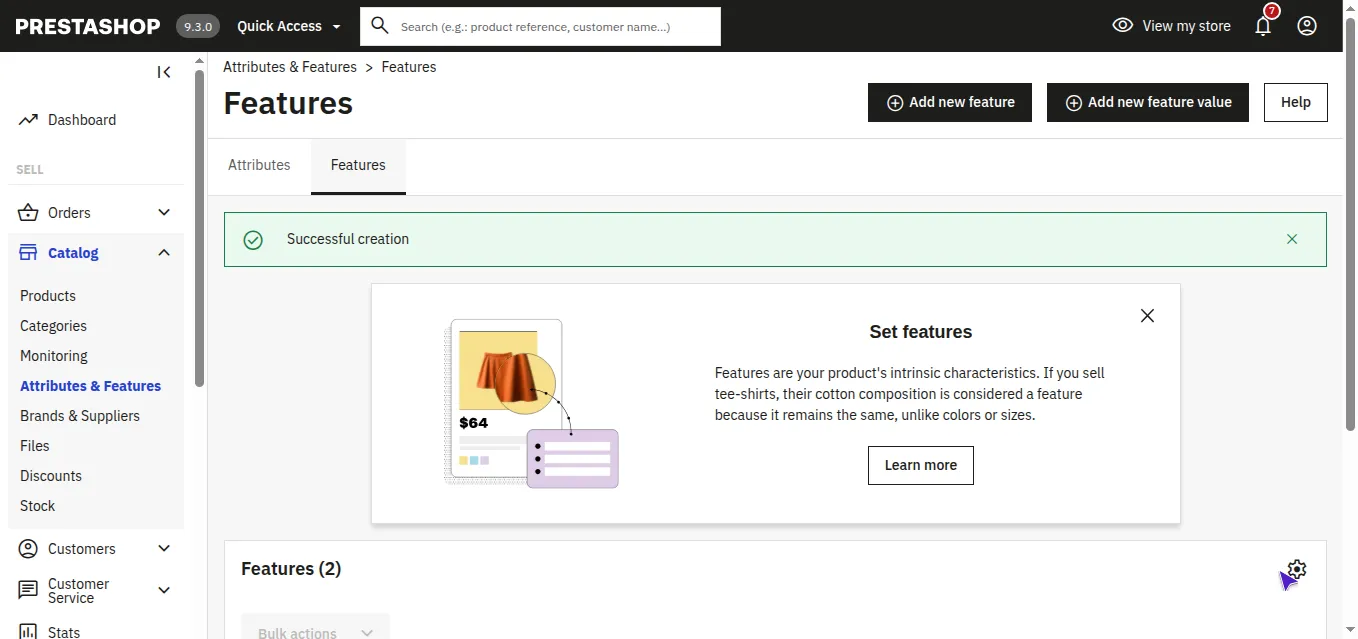 PRESTASHOP 9.3.0 Quick Access Search (e.g.: product reference, customer name...) View my store 7
Attributes & Features > Features
Features
Add new feature Add new feature value Help
Attributes Features
Successful creation
Set features
Features are your product's intrinsic characteristics. If you sell
tee-shirts, their cotton composition is considered a feature
because it remains the same, unlike colors or sizes.
Learn more
$64
Features (2)
Bulk actions
Dashboard
SELL
Orders
Catalog
Products
Categories
Monitoring
Attributes & Features
Brands & Suppliers
Files
Discounts
Stock
Customers
Customer
Service
Stats